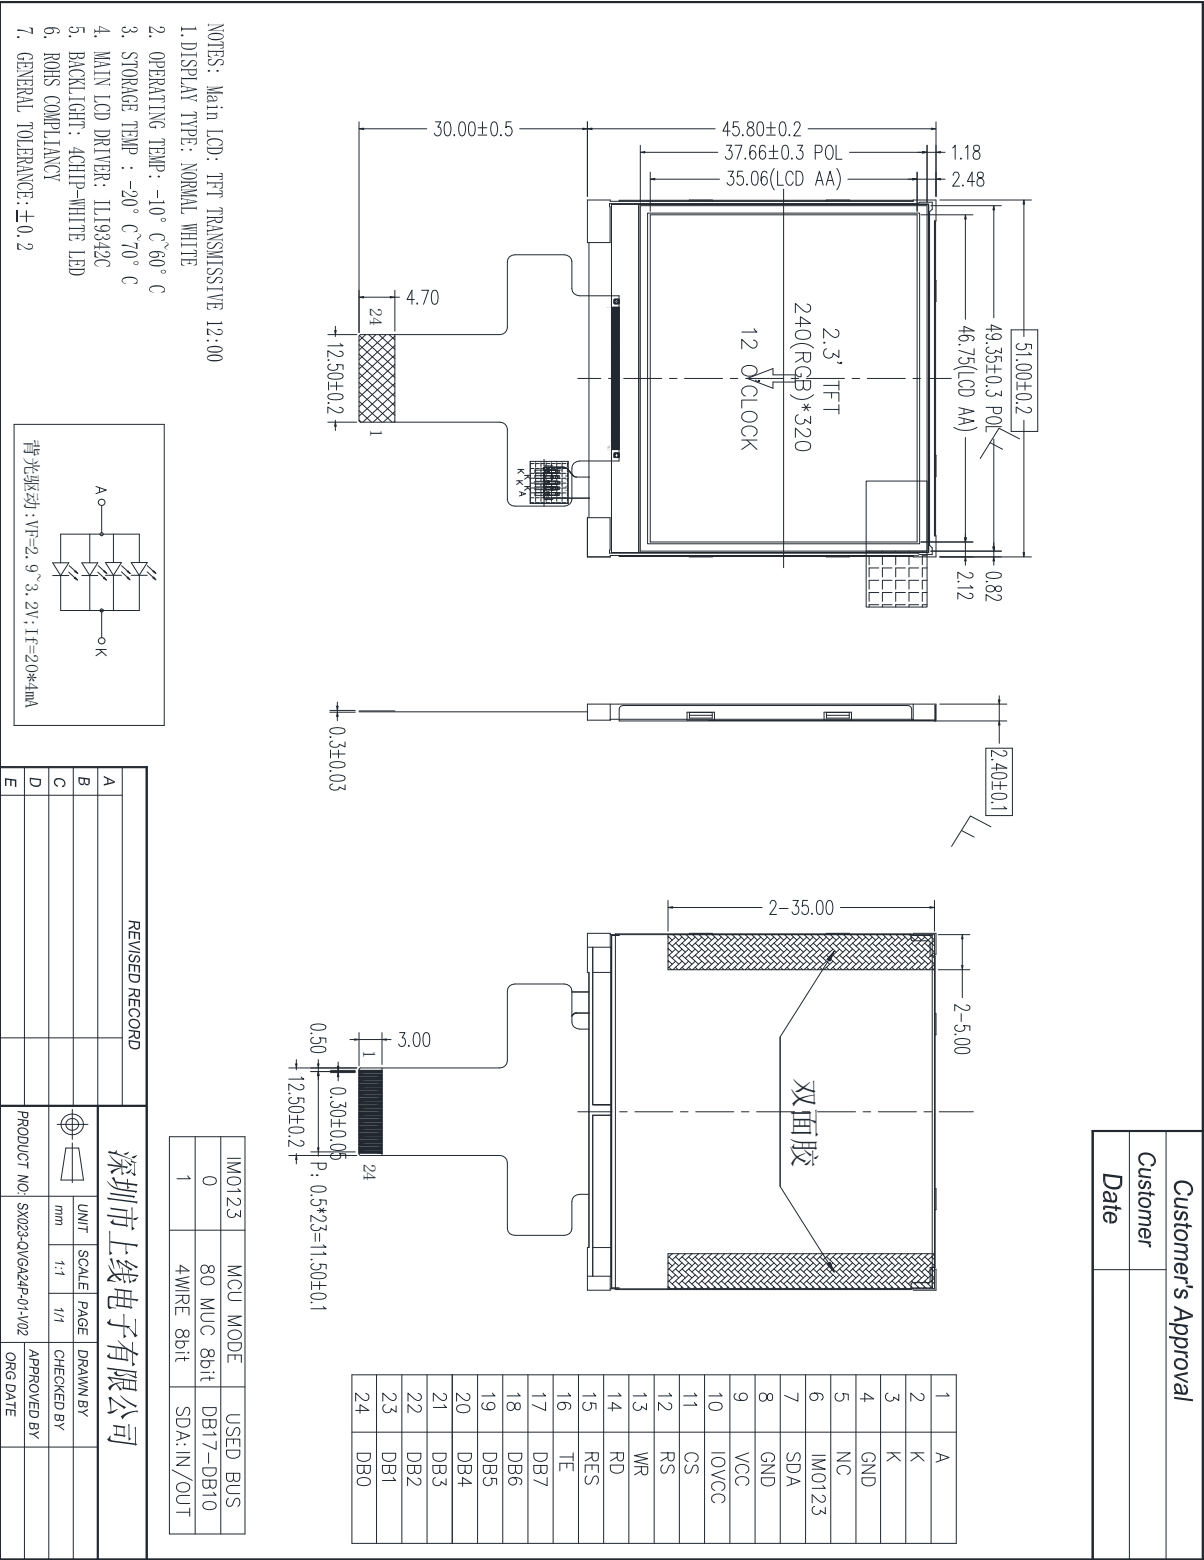 Customer's Approval
Customer
Date
30.00±0.5
45.80±0.2
37.66±0.3 POL
1.18
35.06(LCD AA)
2.48
51.00±0.2
49.35±0.3 POL
46.75(LCD AA)
0.82
2.12
4.70
24
1
12.50±0.2
2.3' TFT
240(RGB)*320
12 O'CLOCK
K K A
K K A
0.3±0.03
2.40±0.1
2-35.00
2-5.00
双面胶
3.00
1
24
0.50
0.30±0.05
12.50±0.2
P: 0.5*23=11.50±0.1
1 A
2 K
3 K
4 GND
5 NC
6 IM0123
7 SDA
8 GND
9 VCC
10 IOVCC
11 CS
12 RS
13 WR
14 RD
15 RES
16 TE
17 DB7
18 DB6
19 DB5
20 DB4
21 DB3
22 DB2
23 DB1
24 DB0
NOTES: Main LCD: TFT TRANSMISSIVE 12:00
1.DISPLAY TYPE: NORMAL WHITE
2. OPERATING TEMP: -10° C~60° C
3. STORAGE TEMP : -20° C~70° C
4. MAIN LCD DRIVER: ILI9342C
5. BACKLIGHT: 4CHIP-WHITE LED
6. ROHS COMPLIANCY
7. GENERAL TOLERANCE:±0.2
A
K
背光驱动:VF=2.9~3.2V;If=20*4mA
REVISED RECORD
A
B
C
D
E
IM0123 MCU MODE USED BUS
0 80 MUC 8bit DB17-DB10
1 4WIRE 8bit SDA:IN/OUT
深圳市上线电子有限公司
UNIT SCALE PAGE DRAWN BY
mm 1:1 1/1 CHECKED BY
PRODUCT NO: SX023-QVGA24P-01-V02 APPROVED BY
ORG DATE